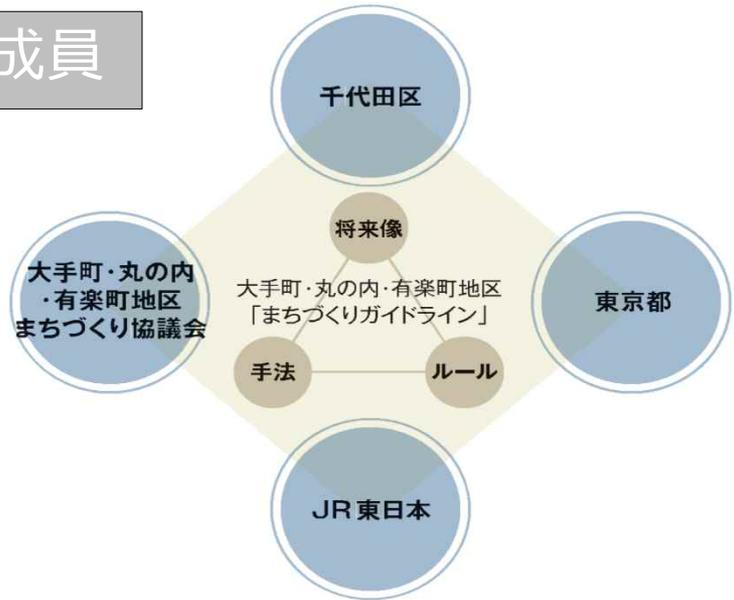 成員
千代田区
将来像
大手町・丸の内
・有楽町地区
まちづくり協議会
大手町・丸の内・有楽町地区
「まちづくりガイドライン」
東京都
手法
ルール
JR東日本